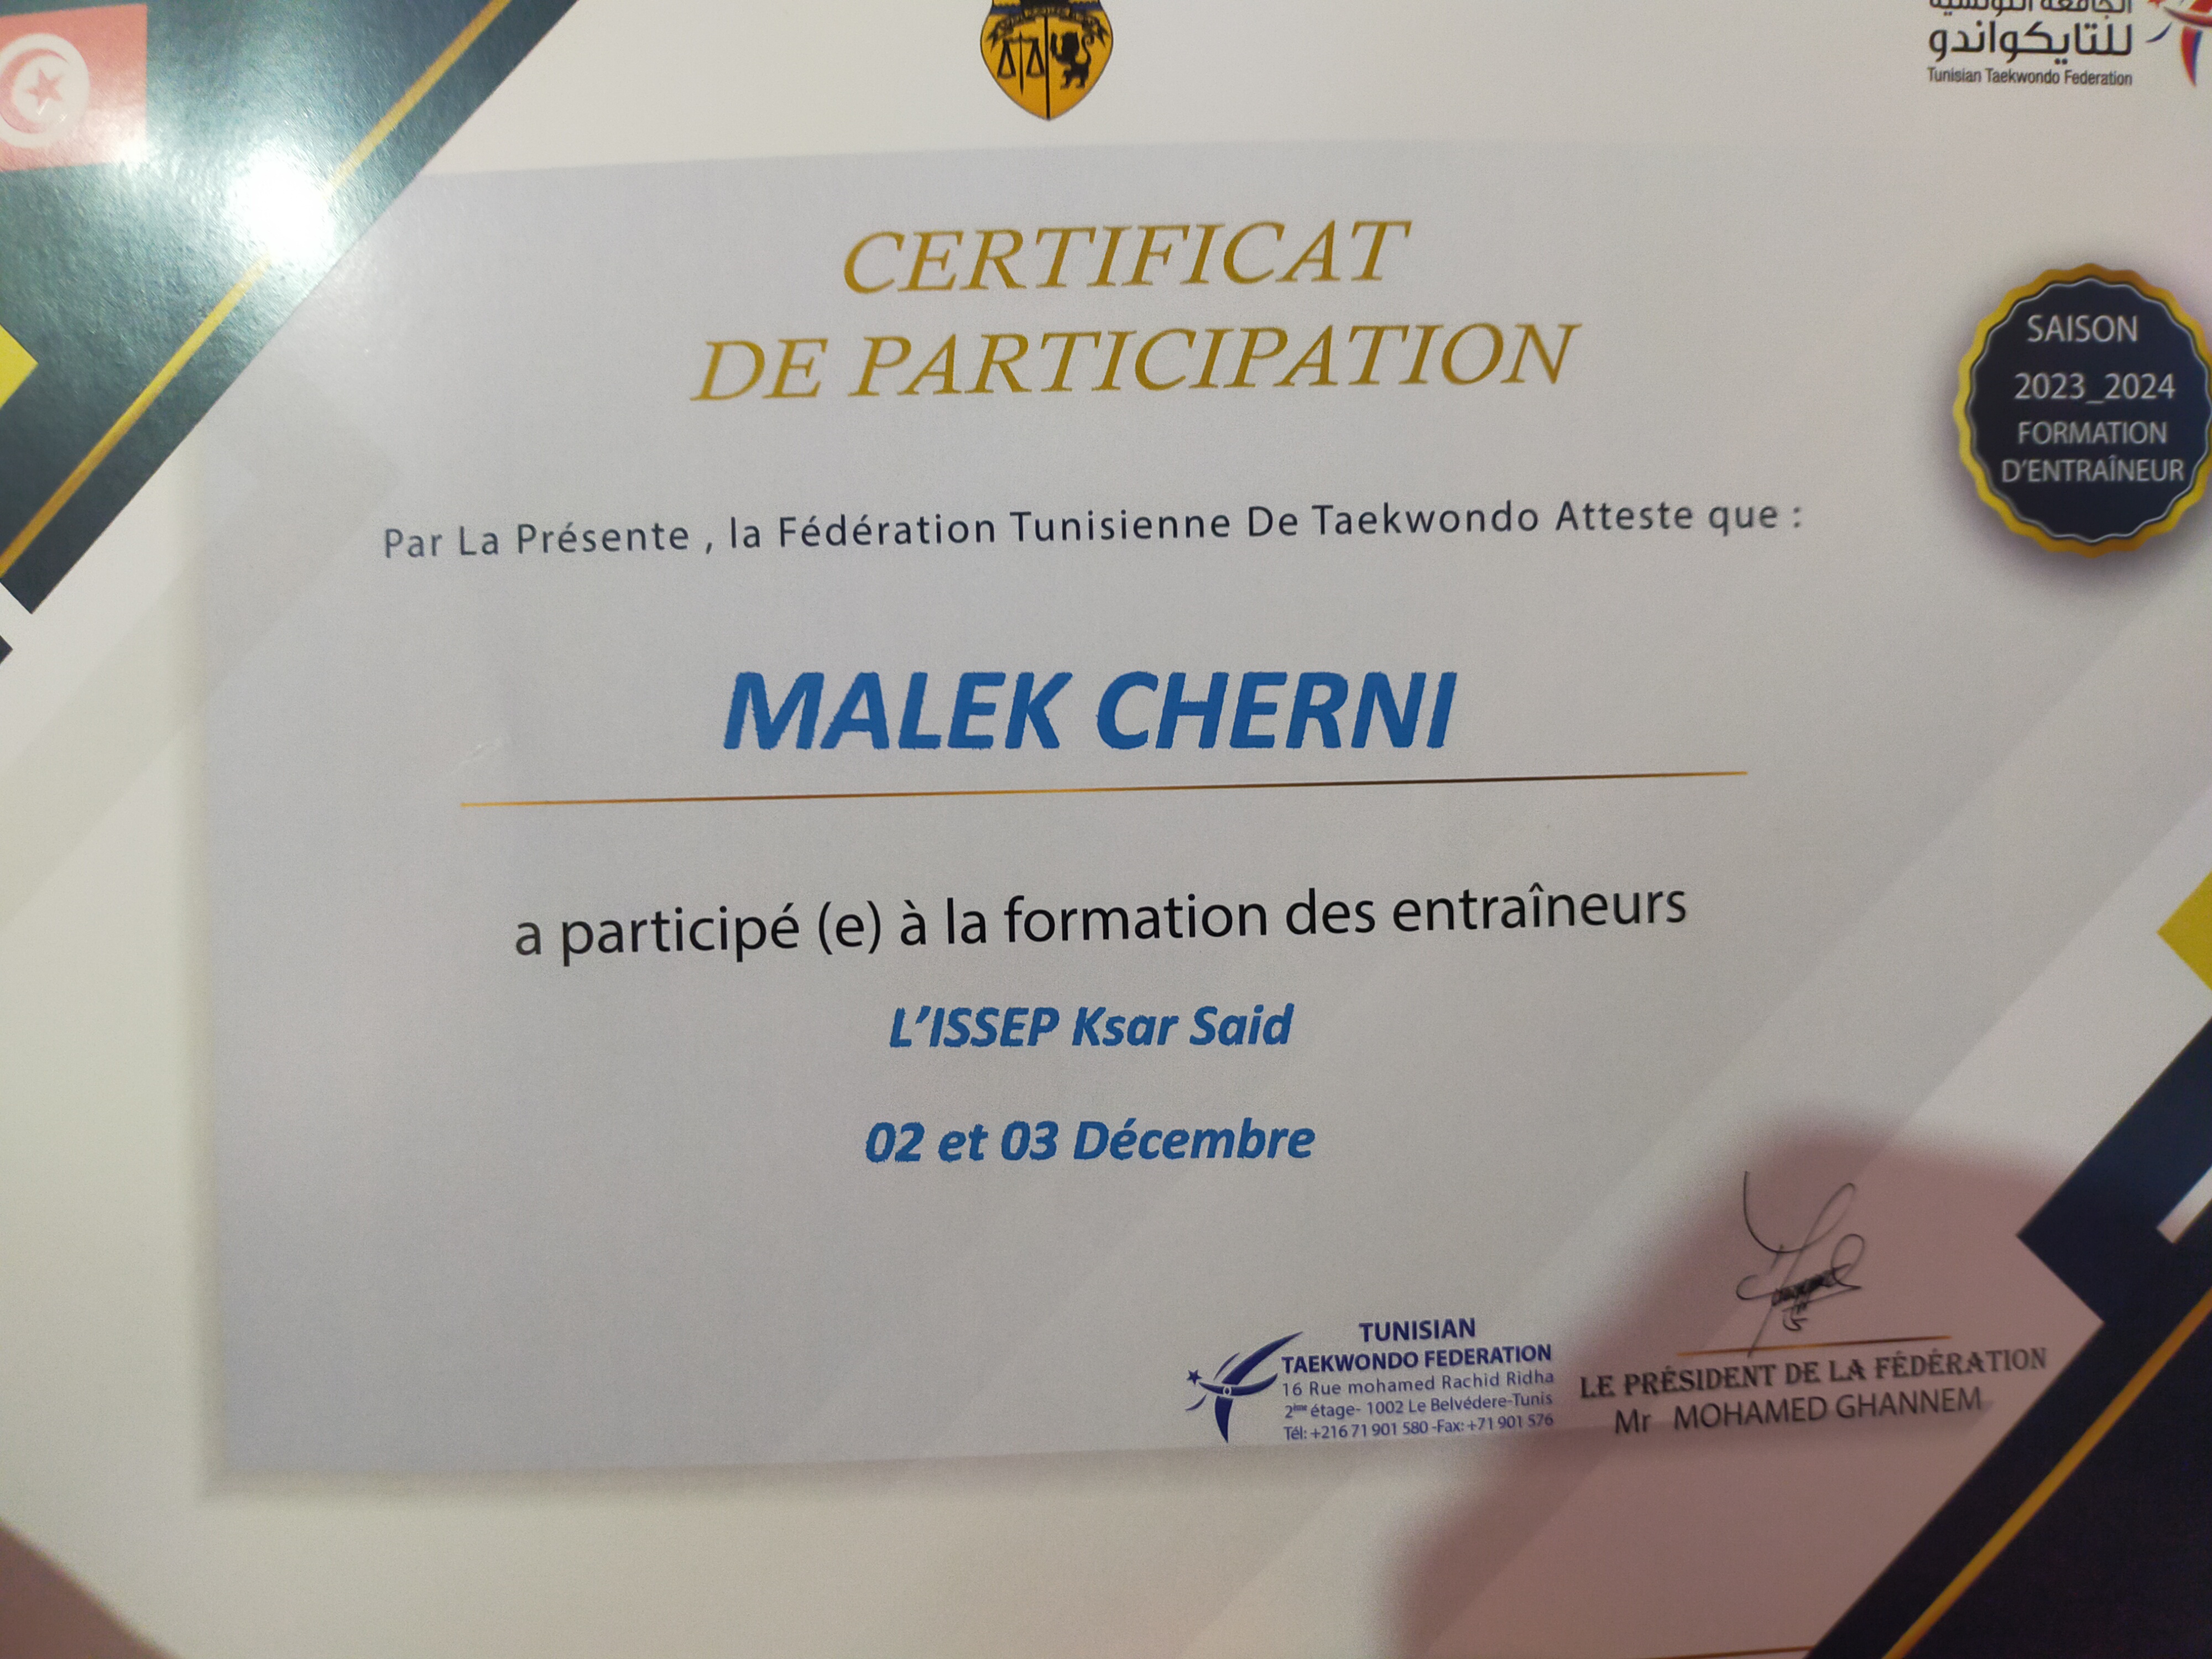 الجامعة التونسية
للتايكواندو
Tunisian Taekwondo Federation
CERTIFICAT
DE PARTICIPATION
SAISON
2023_2024
FORMATION
D'ENTRAÎNEUR
Par La Présente , la Fédération Tunisienne De Taekwondo Atteste que :
MALEK CHERNI
a participé (e) à la formation des entraîneurs
L'ISSEP Ksar Said
02 et 03 Décembre
TUNISIAN
TAEKWONDO FEDERATION
16 Rue mohamed Rachid Ridha
2ème étage- 1002 Le Belvédere-Tunis
Tél: +216 71 901 580 -Fax: +71 901 576
LE PRÉSIDENT DE LA FÉDÉRATION
Mr MOHAMED GHANNEM